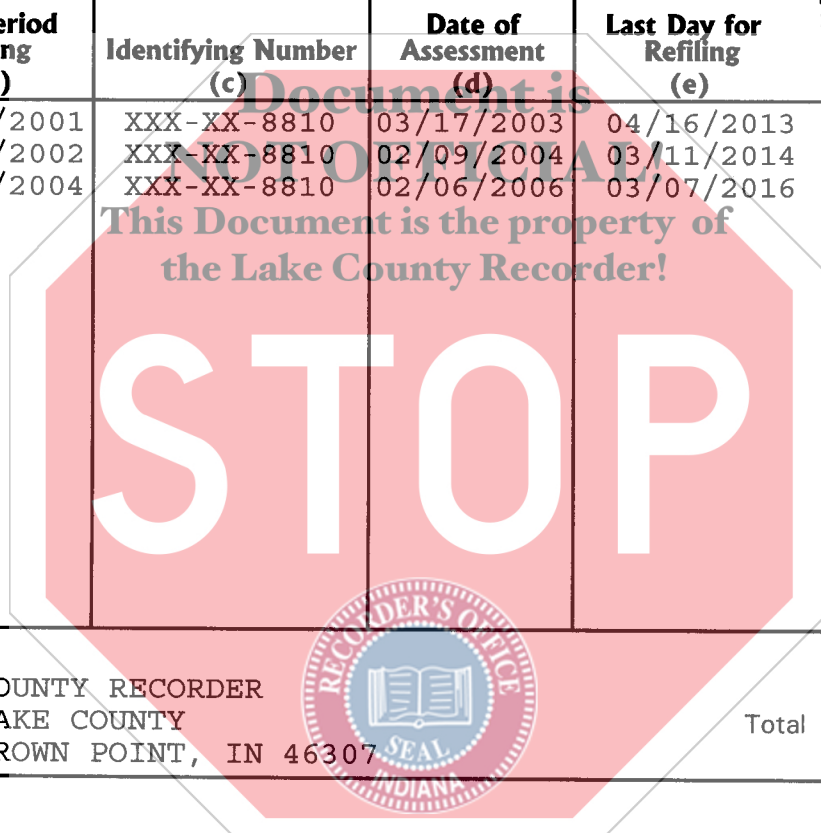 eriod Date of Last Day for
ng Identifying Number Assessment Refiling
) (c) (d) (e)
/2001 XXX-XX-8810 03/17/2003 04/16/2013
/2002 XXX-XX-8810 02/09/2004 03/11/2014
/2004 XXX-XX-8810 02/06/2006 03/07/2016
Document is
NOT OFFICIAL!
This Document is the property of
the Lake County Recorder!
STOP
RECORDER'S OFFICE
SEAL
INDIANA
OUNTY RECORDER
AKE COUNTY Total
ROWN POINT, IN 46307